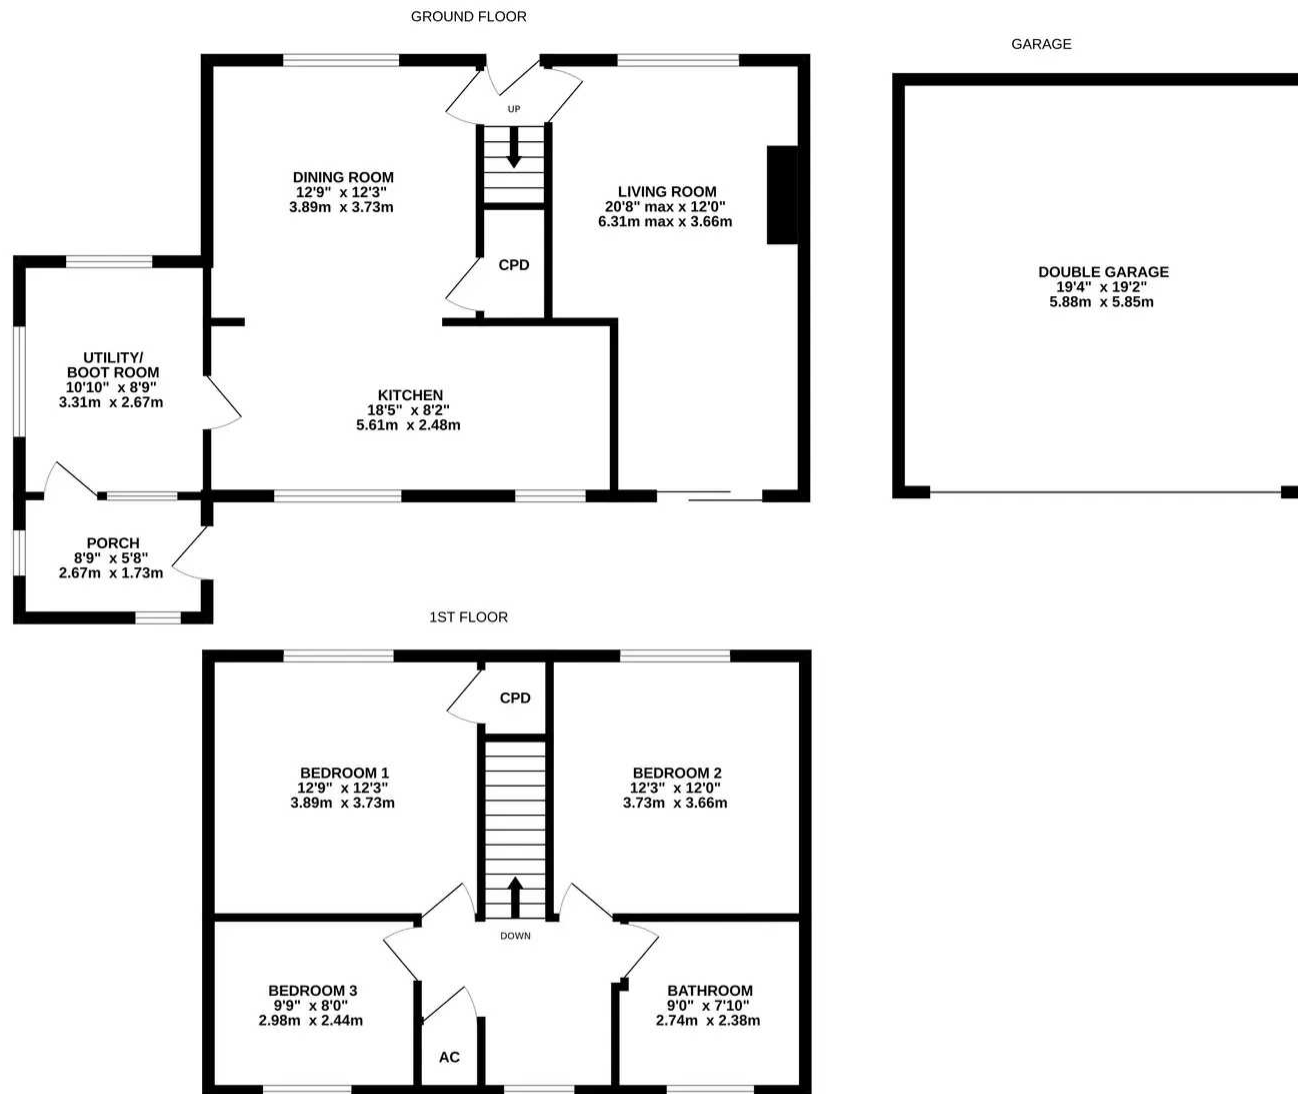 GROUND FLOOR
GARAGE
UP
DINING ROOM
12'9" x 12'3"
3.89m x 3.73m
LIVING ROOM
20'8" max x 12'0"
6.31m max x 3.66m
CPD
DOUBLE GARAGE
19'4" x 19'2"
5.88m x 5.85m
UTILITY/
BOOT ROOM
10'10" x 8'9"
3.31m x 2.67m
KITCHEN
18'5" x 8'2"
5.61m x 2.48m
PORCH
8'9" x 5'8"
2.67m x 1.73m
1ST FLOOR
CPD
BEDROOM 1
12'9" x 12'3"
3.89m x 3.73m
BEDROOM 2
12'3" x 12'0"
3.73m x 3.66m
DOWN
BEDROOM 3
9'9" x 8'0"
2.98m x 2.44m
BATHROOM
9'0" x 7'10"
2.74m x 2.38m
AC